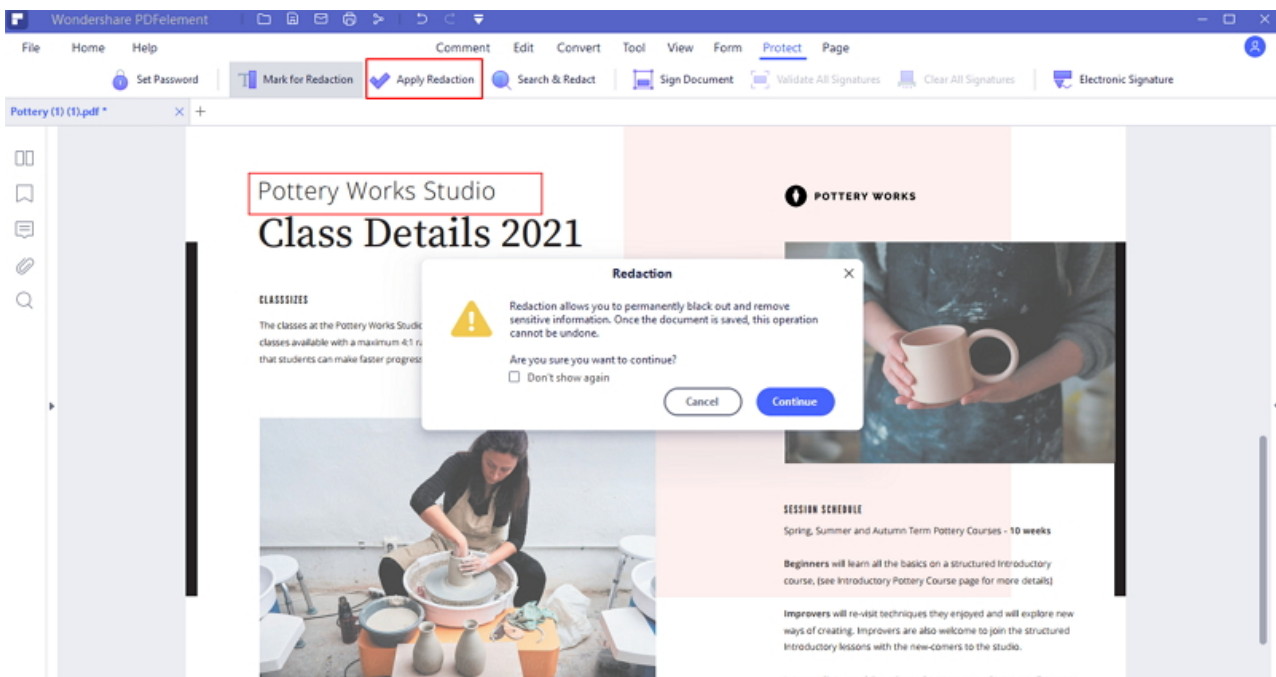 Wondershare PDFelement
File Home Help Comment Edit Convert Tool View Form Protect Page
Set Password Mark for Redaction Apply Redaction Search & Redact Sign Document Validate All Signatures Clear All Signatures Electronic Signature
Pottery (1) (1).pdf * × +
Pottery Works Studio
Class Details 2021
POTTERY WORKS
CLASSSIZES
The classes at the Pottery Works Studio
classes available with a maximum 4:1
that students can make faster progress
Redaction
Redaction allows you to permanently black out and remove
sensitive information. Once the document is saved, this operation
cannot be undone.
Are you sure you want to continue?
Don't show again
Cancel Continue
SESSION SCHEDULE
Spring, Summer and Autumn Term Pottery Courses - 10 weeks
Beginners will learn all the basics on a structured Introductory
course, (see Introductory Pottery Course page for more details)
Improvers will re-visit techniques they enjoyed and will explore new
ways of creating. Improvers are also welcome to join the structured
Introductory lessons with the new-comers to the studio.